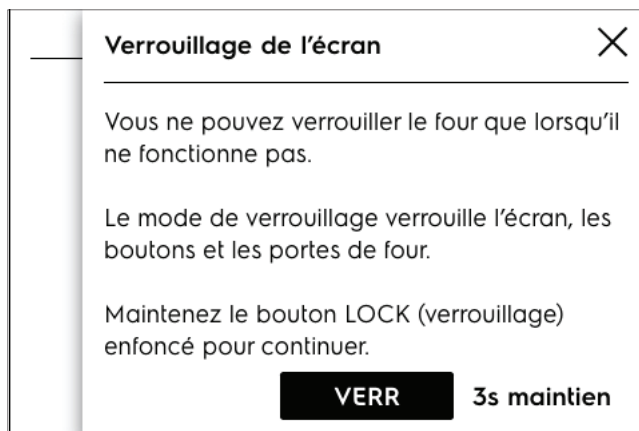 Verrouillage de l'écran
Vous ne pouvez verrouiller le four que lorsqu'il
ne fonctionne pas.
Le mode de verrouillage verrouille l'écran, les
boutons et les portes de four.
Maintenez le bouton LOCK (verrouillage)
enfoncé pour continuer.
VERR 3s maintien